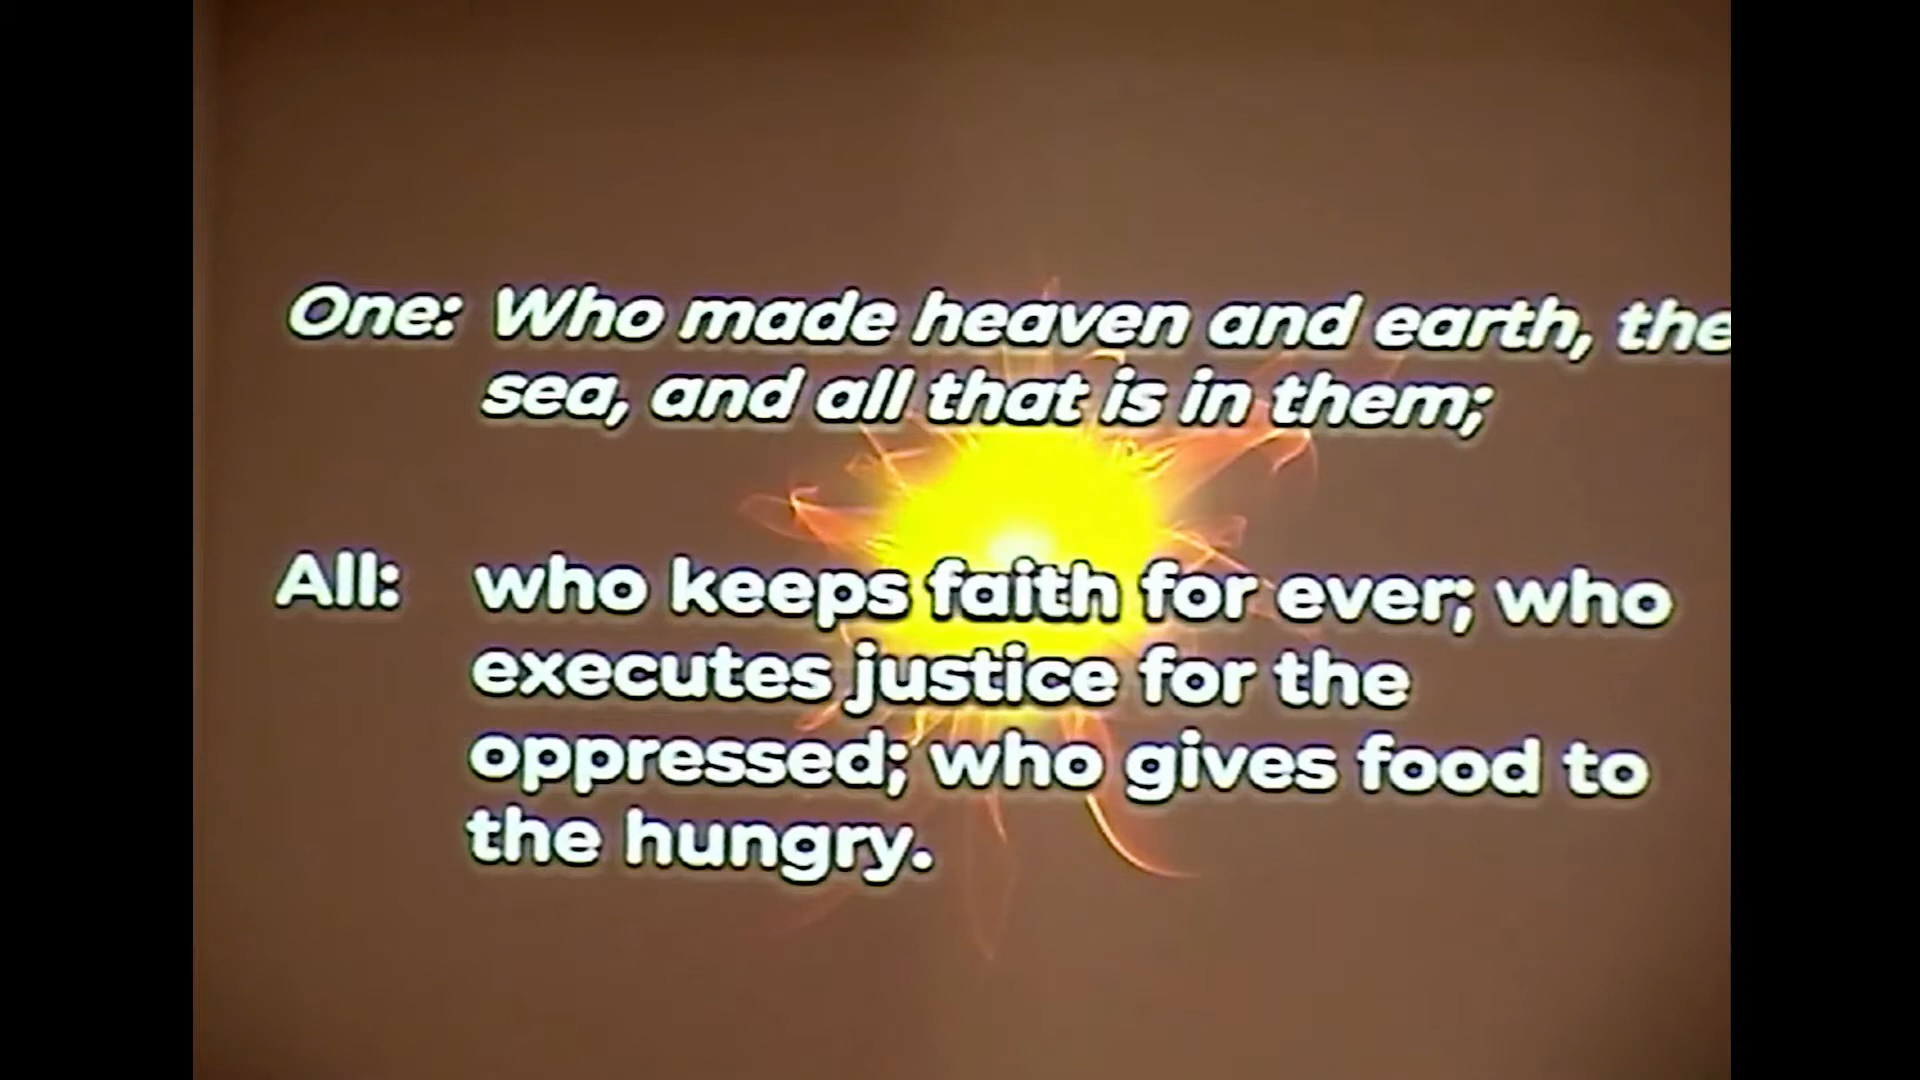 One: Who made heaven and earth, the
sea, and all that is in them;
All: who keeps faith for ever; who
executes justice for the
oppressed; who gives food to
the hungry.